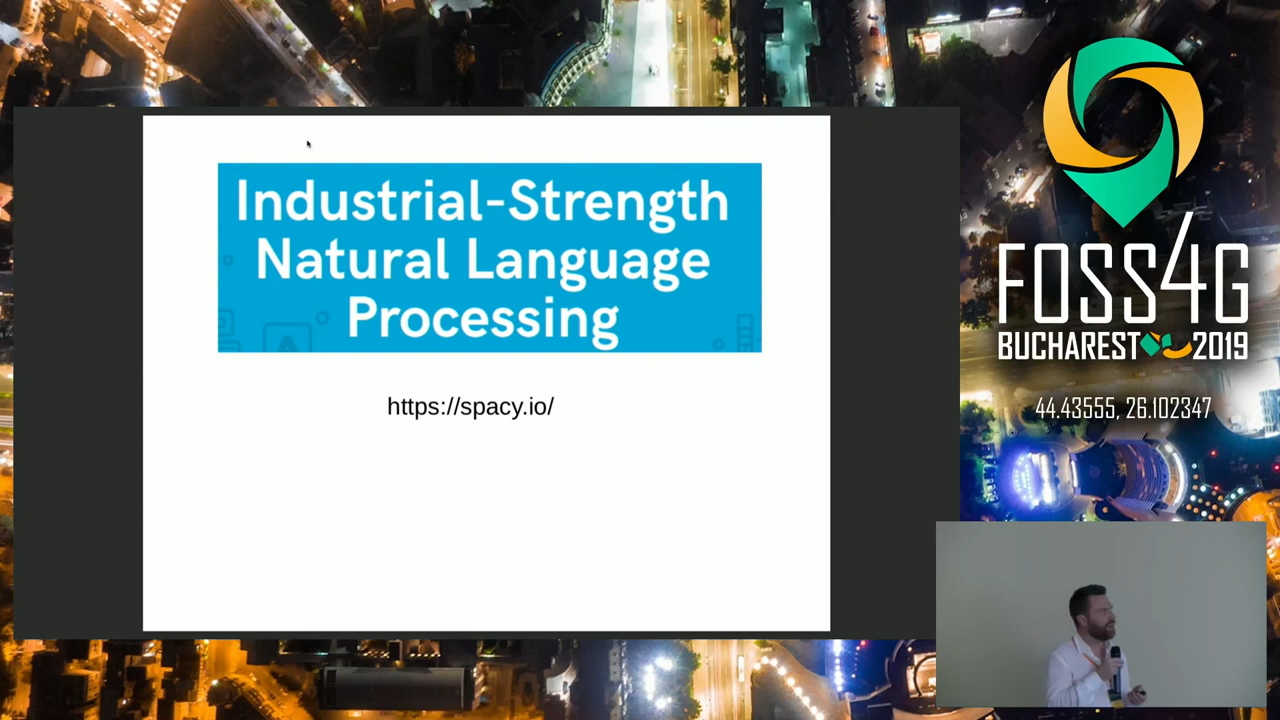 Industrial-Strength
Natural Language
Processing
https://spacy.io/
FOSS4G
BUCHAREST 2019
44.43555, 26.102347